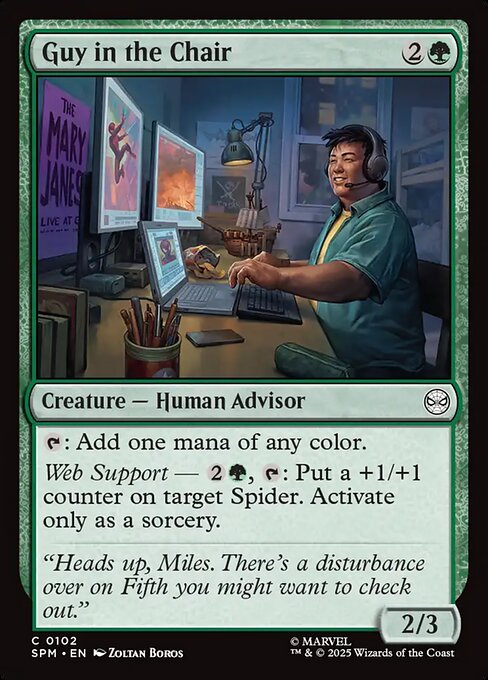 Guy in the Chair 2
THE
MARY
JANES
LIVE AT
Creature — Human Advisor
: Add one mana of any color.
Web Support — 2 , : Put a +1/+1
counter on target Spider. Activate
only as a sorcery.
“Heads up, Miles. There’s a disturbance
over on Fifth you might want to check
out.”
2/3
C 0102
SPM • EN Zoltan Boros
© MARVEL
™ & © 2025 Wizards of the Coast